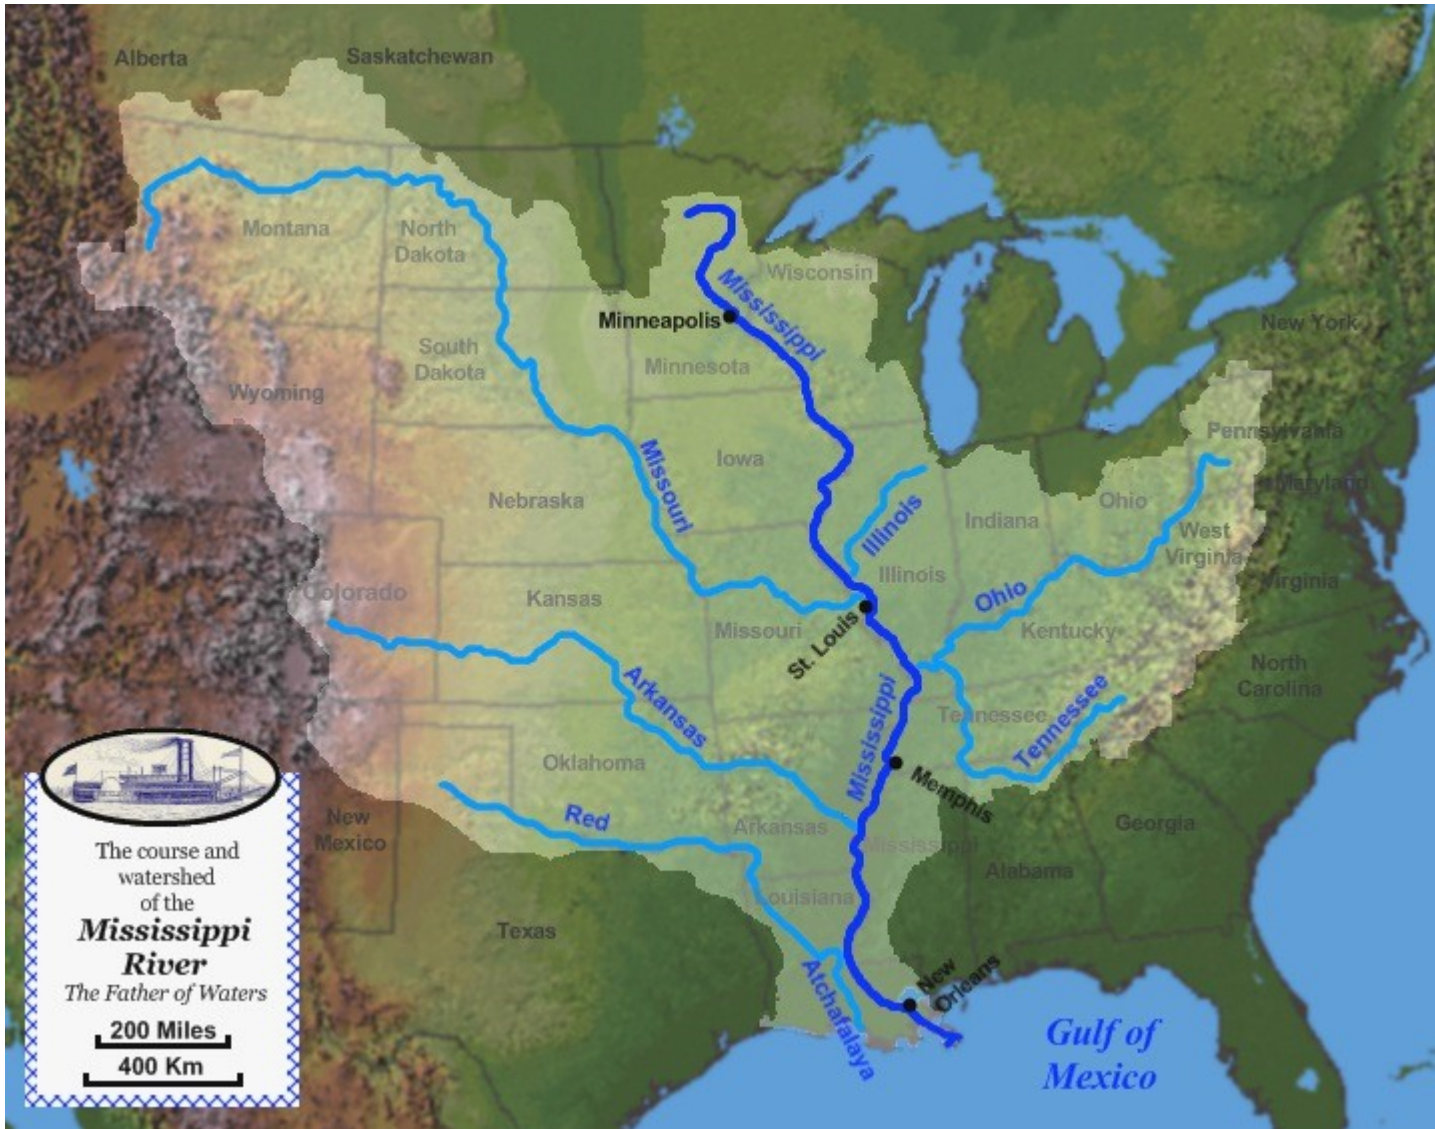 Alberta
Saskatchewan
Montana
North
Dakota
Wisconsin
Mississippi
Minneapolis
New York
South
Dakota
Minnesota
Wyoming
Pennsylvania
Iowa
Missouri
Maryland
Nebraska
Illinois
Indiana
Ohio
West
Virginia
Colorado
Kansas
Illinois
Ohio
Virginia
Missouri
St. Louis
Kentucky
North
Carolina
Arkansas
Mississippi
Tennessee
Tennessee
Oklahoma
Memphis
Red
Arkansas
Mississippi
Georgia
New
Mexico
Alabama
Louisiana
Texas
Atchafalaya
New
Orleans
Gulf of
Mexico
The course and
watershed
of the
Mississippi
River
The Father of Waters
200 Miles
400 Km